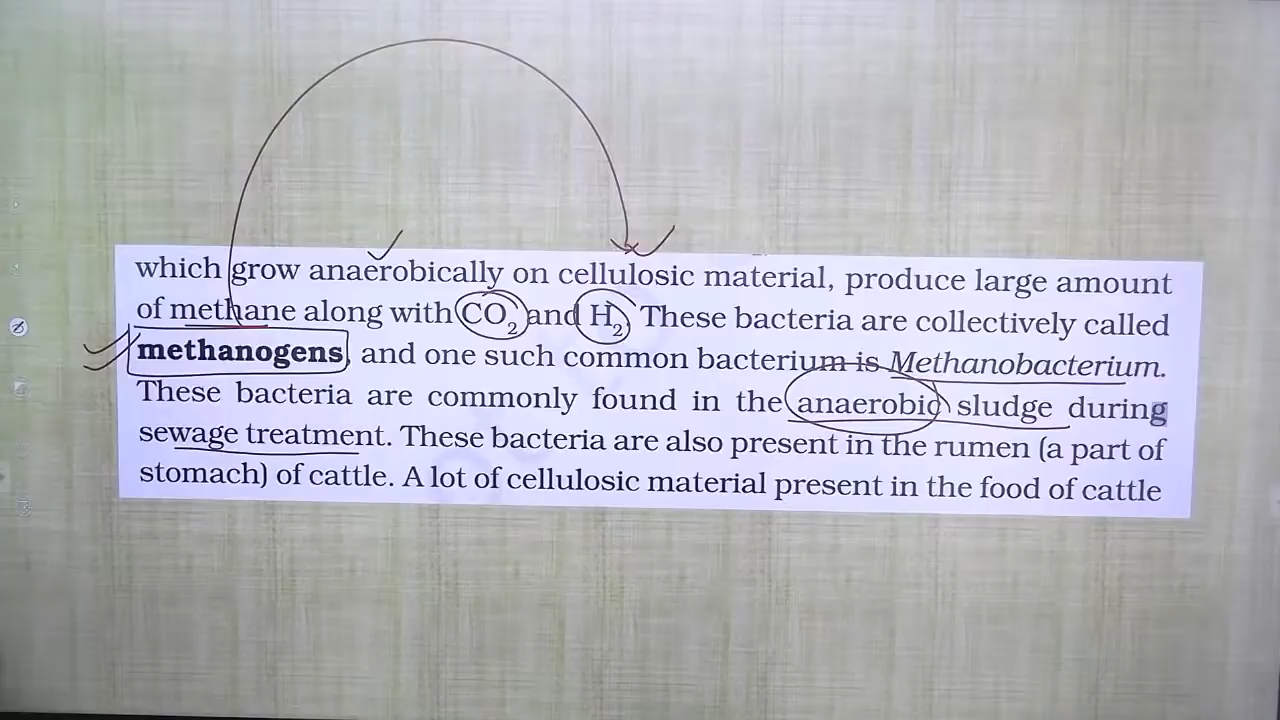 which grow anaerobically on cellulosic material, produce large amount
of methane along with CO₂ and H₂ These bacteria are collectively called
methanogens, and one such common bacterium is Methanobacterium.
These bacteria are commonly found in the anaerobic sludge during
sewage treatment. These bacteria are also present in the rumen (a part of
stomach) of cattle. A lot of cellulosic material present in the food of cattle